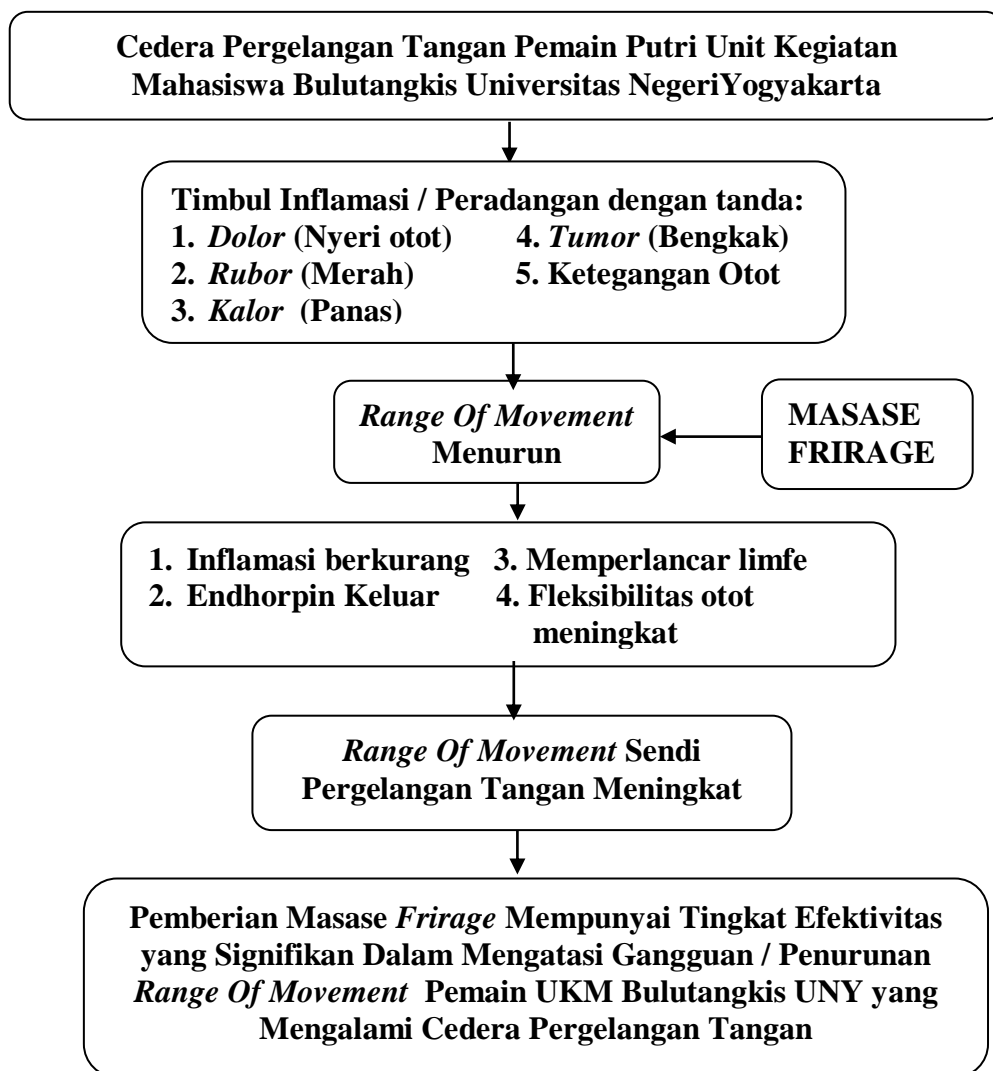 Cedera Pergelangan Tangan Pemain Putri Unit Kegiatan
Mahasiswa Bulutangkis Universitas NegeriYogyakarta
Timbul Inflamasi / Peradangan dengan tanda:
1. Dolor (Nyeri otot)
2. Rubor (Merah)
3. Kalor (Panas)
4. Tumor (Bengkak)
5. Ketegangan Otot
Range Of Movement
Menurun
MASASE
FRIRAGE
1. Inflamasi berkurang
2. Endhorpin Keluar
3. Memperlancar limfe
4. Fleksibilitas otot
meningkat
Range Of Movement Sendi
Pergelangan Tangan Meningkat
Pemberian Masase Frirage Mempunyai Tingkat Efektivitas
yang Signifikan Dalam Mengatasi Gangguan / Penurunan
Range Of Movement Pemain UKM Bulutangkis UNY yang
Mengalami Cedera Pergelangan Tangan